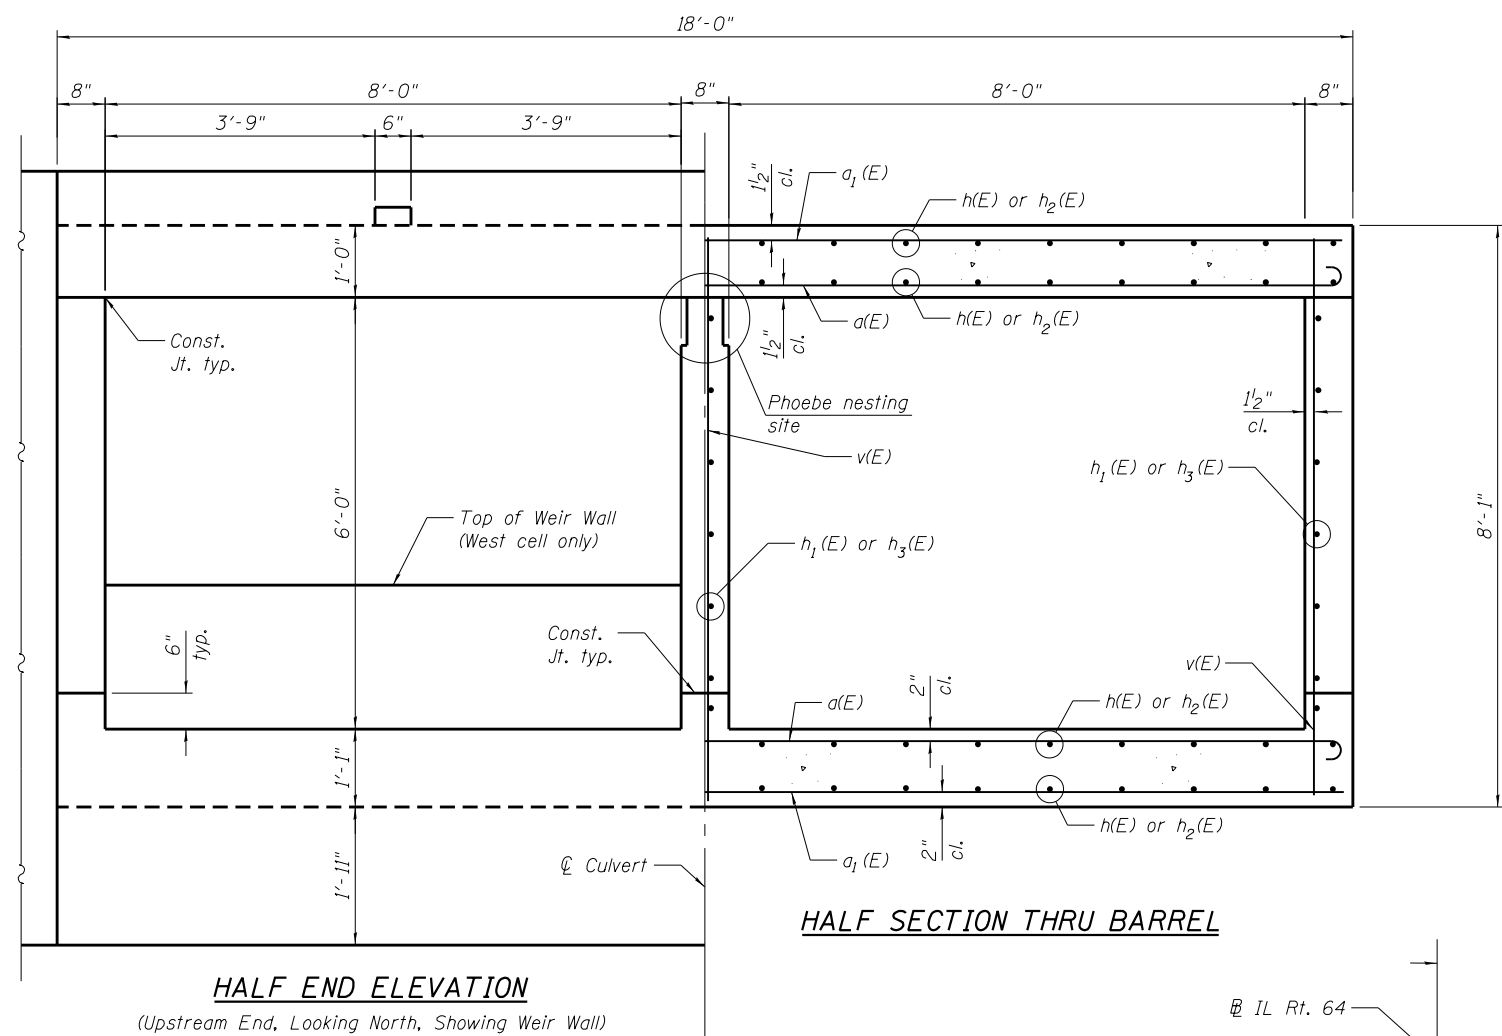 18'-0"
8"
8'-0"
8"
8'-0"
8"
3'-9"
6"
3'-9"
1½"
cl.
a₁(E)
h(E) or h₂(E)
1'-0"
Const.
Jt. typ.
a(E)
h(E) or h₂(E)
1½"
cl.
Phoebe nesting
site
1½"
cl.
v(E)
h₁(E) or h₃(E)
6'-0"
Top of Weir Wall
(West cell only)
h₁(E) or h₃(E)
8'-1"
6"
typ.
Const.
Jt. typ.
v(E)
2"
cl.
a(E)
h(E) or h₂(E)
1'-1"
h(E) or h₂(E)
2"
cl.
a₁(E)
1'-11"
℄ Culvert
HALF SECTION THRU BARREL
HALF END ELEVATION
(Upstream End, Looking North, Showing Weir Wall)
BL IL Rt. 64